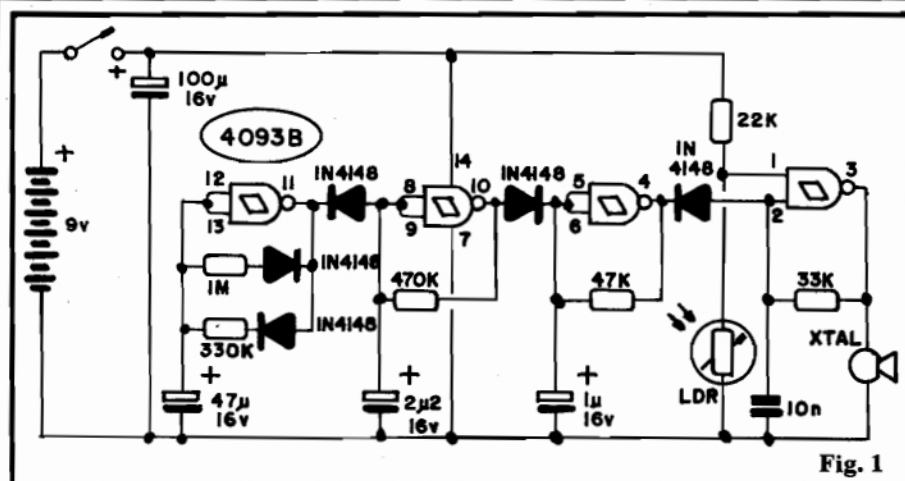 +
100µ
16v
4093B
+
9v
12
13
11
1N4148
1M
1N4148
330K
1N4148
+
47µ
16v
8
9
14
10
7
470K
+
2µ2
16v
1N4148
5
6
4
47K
+
1µ
16v
1N
4148
22K
1
2
3
33K
XTAL
LDR
10n
Fig. 1